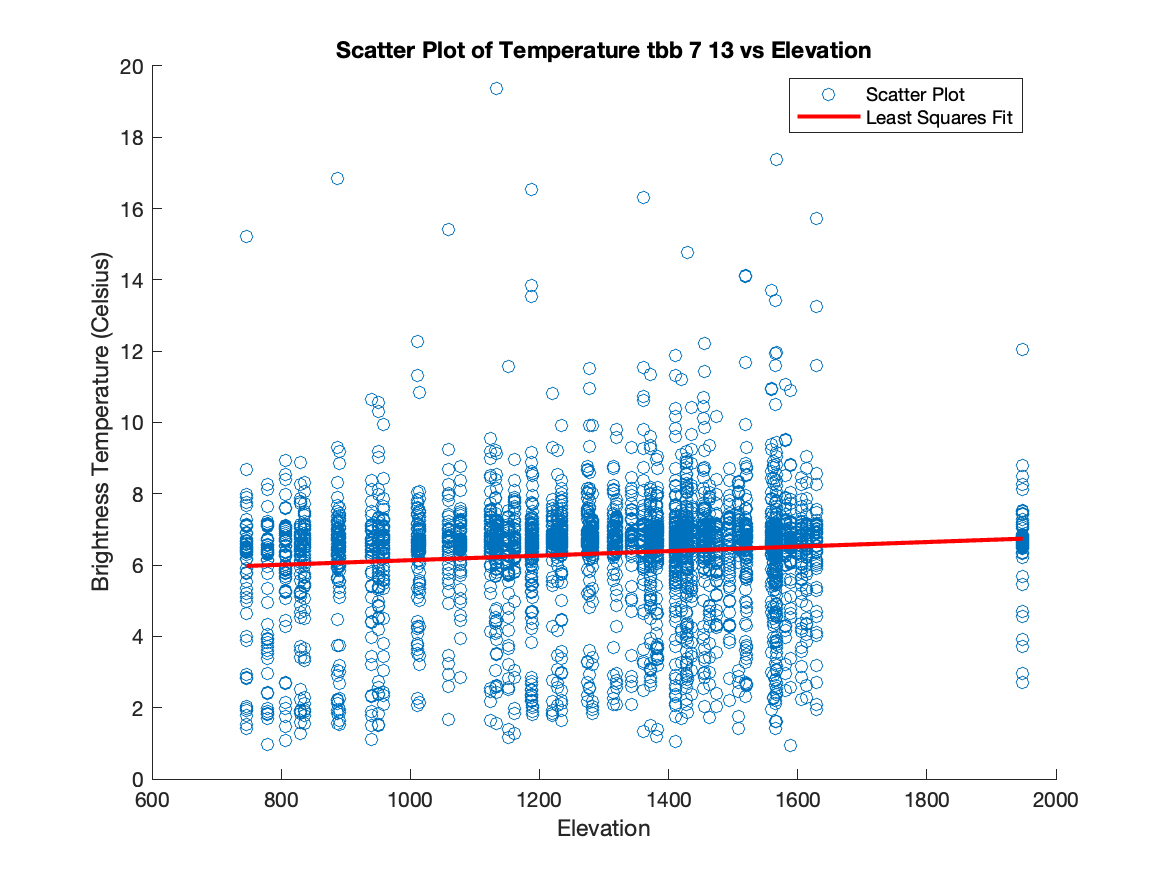 Scatter Plot of Temperature tbb 7 13 vs Elevation
Scatter Plot
Least Squares Fit
Brightness Temperature (Celsius)
20
18
16
14
12
10
8
6
4
2
0
600 800 1000 1200 1400 1600 1800 2000
Elevation